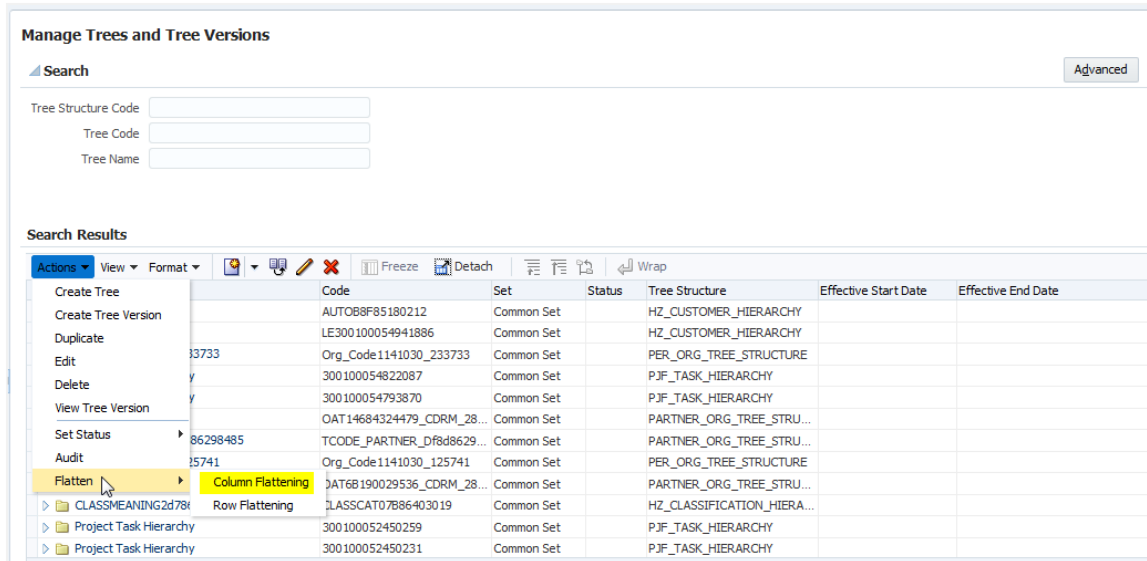 Manage Trees and Tree Versions
Search
Advanced
Tree Structure Code
Tree Code
Tree Name
Search Results
Actions View Format Freeze Detach Wrap
Code Set Status Tree Structure Effective Start Date Effective End Date
Create Tree AUTOB8F85180212 Common Set HZ_CUSTOMER_HIERARCHY
Create Tree Version LE300100054941886 Common Set HZ_CUSTOMER_HIERARCHY
Duplicate
33733 Org_Code1141030_233733 Common Set PER_ORG_TREE_STRUCTURE
Edit
y 300100054822087 Common Set PJF_TASK_HIERARCHY
Delete
y 300100054793870 Common Set PJF_TASK_HIERARCHY
View Tree Version
OAT14684324479_CDRM_28... Common Set PARTNER_ORG_TREE_STRU...
Set Status 86298485 TCODE_PARTNER_Df8d8629... Common Set PARTNER_ORG_TREE_STRU...
Audit 25741 Org_Code1141030_125741 Common Set PER_ORG_TREE_STRUCTURE
Flatten Column Flattening OAT6B190029536_CDRM_28... Common Set PARTNER_ORG_TREE_STRU...
CLASSMEANING2d786 Row Flattening CLASSCAT07B86403019 Common Set HZ_CLASSIFICATION_HIERA...
Project Task Hierarchy 300100052450259 Common Set PJF_TASK_HIERARCHY
Project Task Hierarchy 300100052450231 Common Set PJF_TASK_HIERARCHY